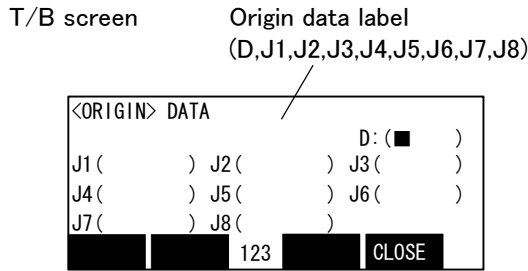 T/B screen
Origin data label
(D,J1,J2,J3,J4,J5,J6,J7,J8)
<ORIGIN> DATA
D:(■ )
J1( ) J2( ) J3( )
J4( ) J5( ) J6( )
J7( ) J8( )
123 CLOSE